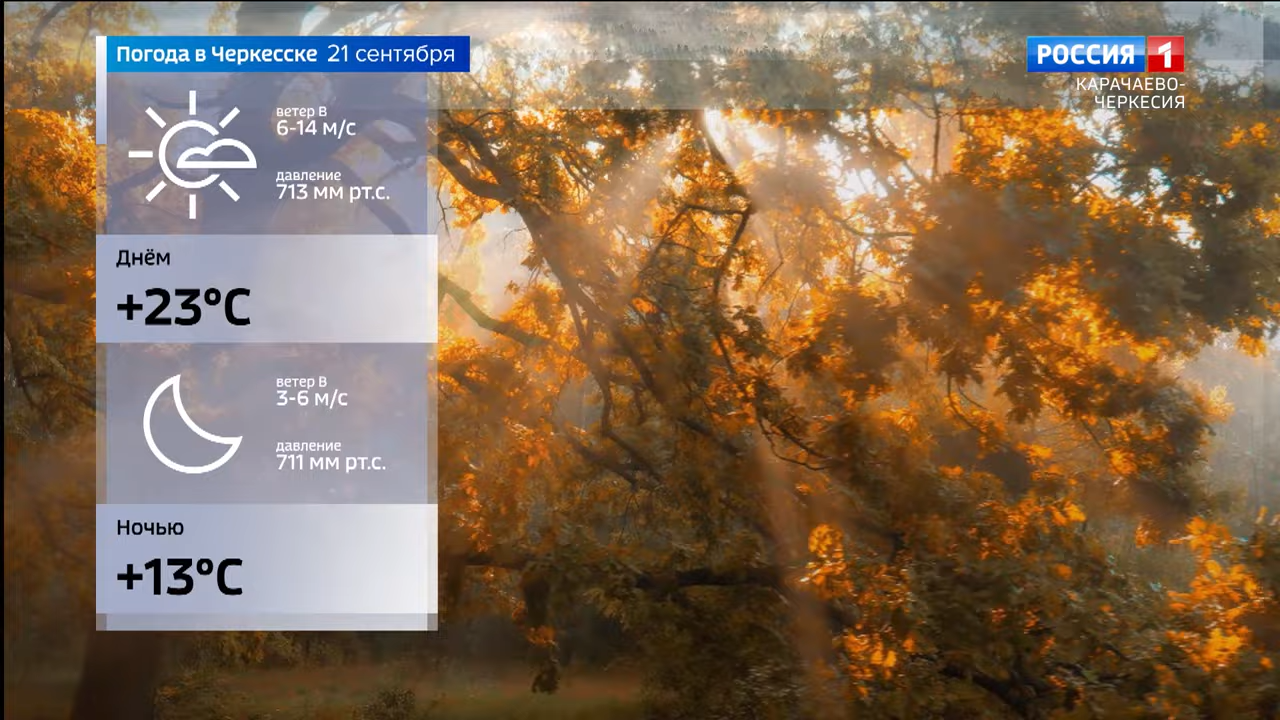 Погода в Черкесске 21 сентября
РОССИЯ 1
КАРАЧАЕВО-
ЧЕРКЕСИЯ
ветер В
6-14 м/с
давление
713 мм рт.с.
Днём
+23°C
ветер В
3-6 м/с
давление
711 мм рт.с.
Ночью
+13°C